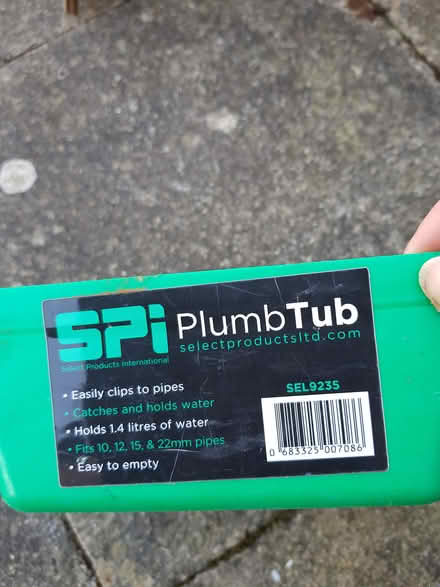 SPi PlumbTub
Select Products International selectproductsltd.com
• Easily clips to pipes
• Catches and holds water
• Holds 1.4 litres of water
• Fits 10, 12, 15, & 22mm pipes
• Easy to empty
SEL9235
0 683325 007086